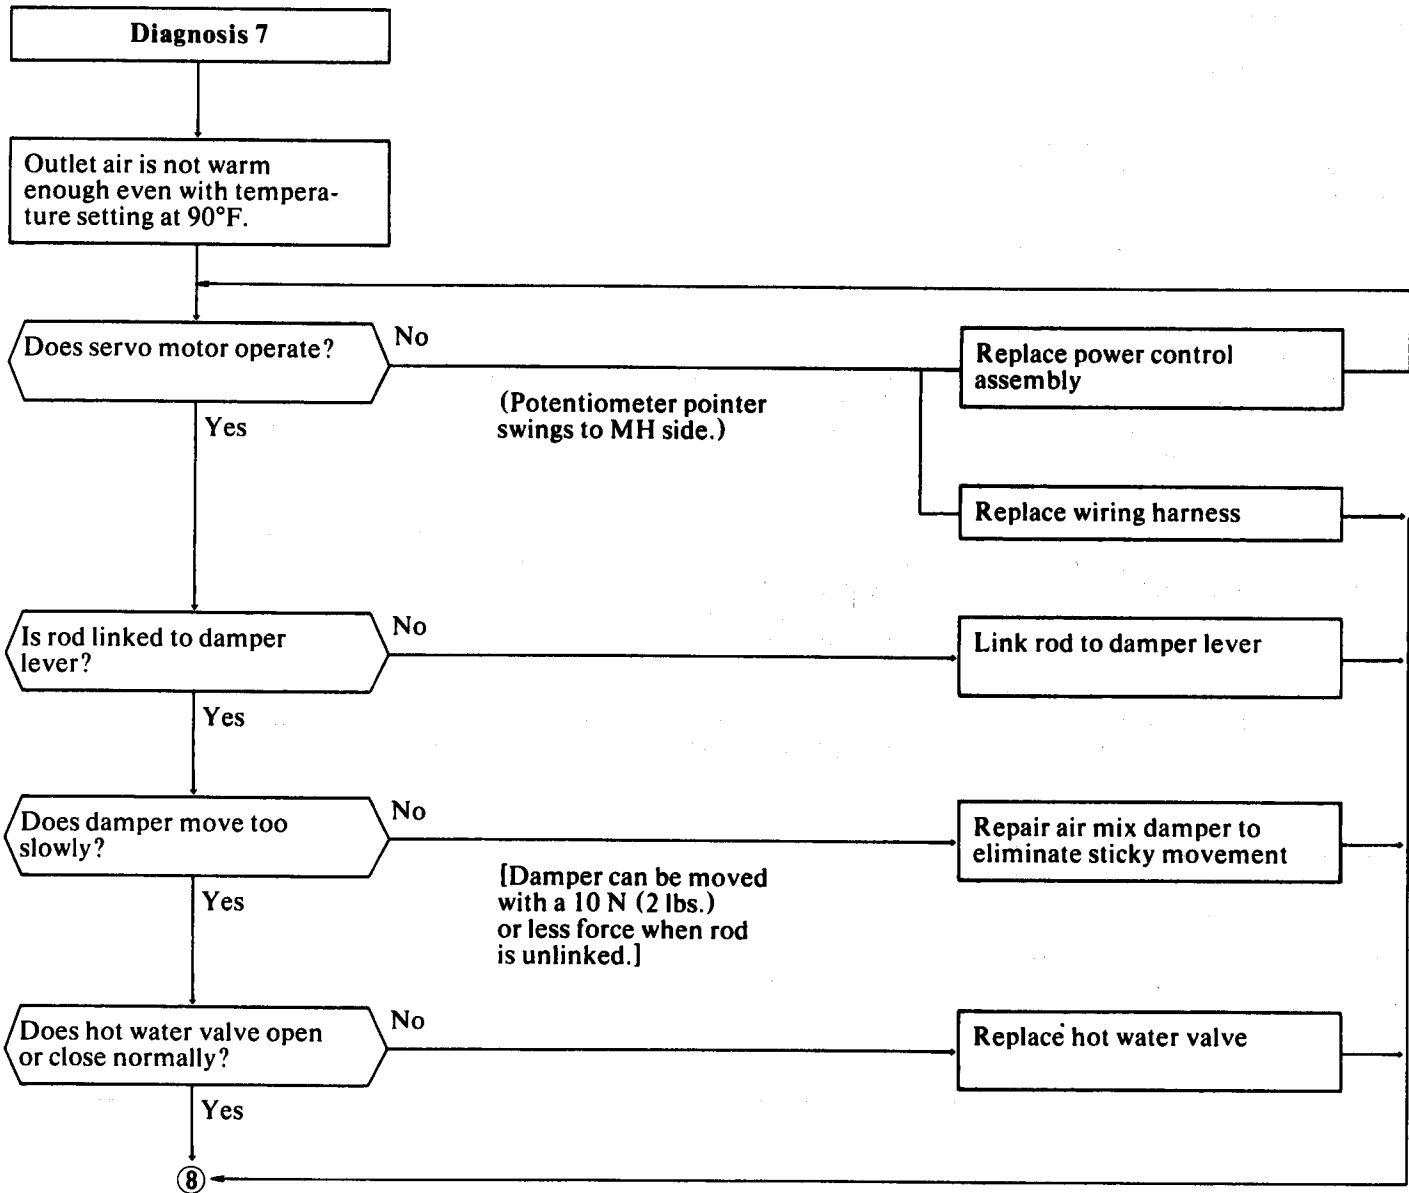 Diagnosis 7
Outlet air is not warm
enough even with tempera-
ture setting at 90°F.
Does servo motor operate?
No
Yes
(Potentiometer pointer
swings to MH side.)
Replace power control
assembly
Replace wiring harness
Is rod linked to damper
lever?
No
Yes
Link rod to damper lever
Does damper move too
slowly?
No
Yes
[Damper can be moved
with a 10 N (2 lbs.)
or less force when rod
is unlinked.]
Repair air mix damper to
eliminate sticky movement
Does hot water valve open
or close normally?
No
Yes
Replace hot water valve
8